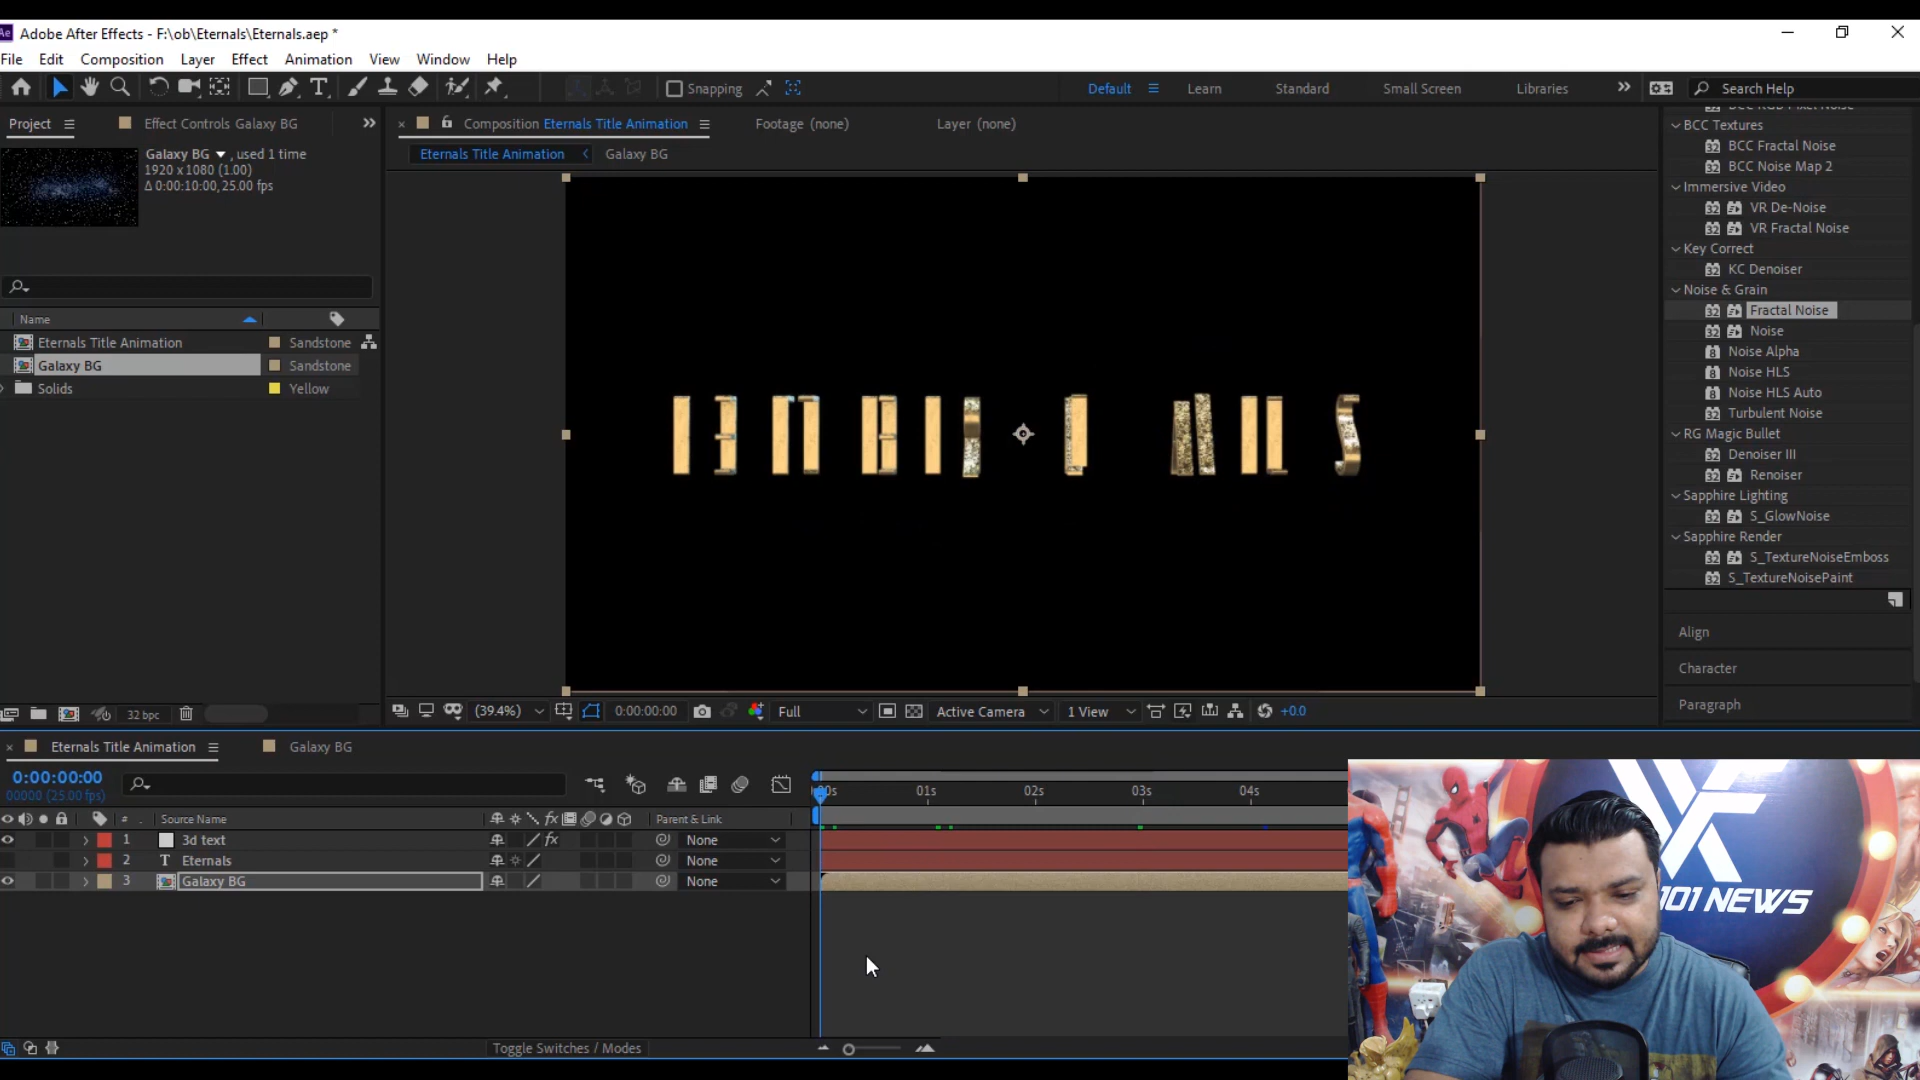 Adobe After Effects - F:\ob\Eternals\Eternals.aep *
File Edit Composition Layer Effect Animation View Window Help
Snapping
Default Learn Standard Small Screen Libraries Search Help
Project Effect Controls Galaxy BG
Composition Eternals Title Animation Footage (none) Layer (none)
Eternals Title Animation Galaxy BG
Galaxy BG , used 1 time
1920 x 1080 (1.00)
Δ 0:00:10:00, 25.00 fps
Name
Eternals Title Animation Sandstone
Galaxy BG Sandstone
Solids Yellow
32 bpc
(39.4%) 0:00:00:00 Full Active Camera 1 View +0.0
BCC Textures
BCC Fractal Noise
BCC Noise Map 2
Immersive Video
VR De-Noise
VR Fractal Noise
Key Correct
KC Denoiser
Noise & Grain
Fractal Noise
Noise
Noise Alpha
Noise HLS
Noise HLS Auto
Turbulent Noise
RG Magic Bullet
Denoiser III
Renoiser
Sapphire Lighting
S_GlowNoise
Sapphire Render
S_TextureNoiseEmboss
S_TextureNoisePaint
Align
Character
Paragraph
Eternals Title Animation Galaxy BG
0:00:00:00
00000 (25.00 fps)
01s 02s 03s 04s
# Source Name Parent & Link
1 3d text None
2 T Eternals None
3 Galaxy BG None
Toggle Switches / Modes
101 NEWS